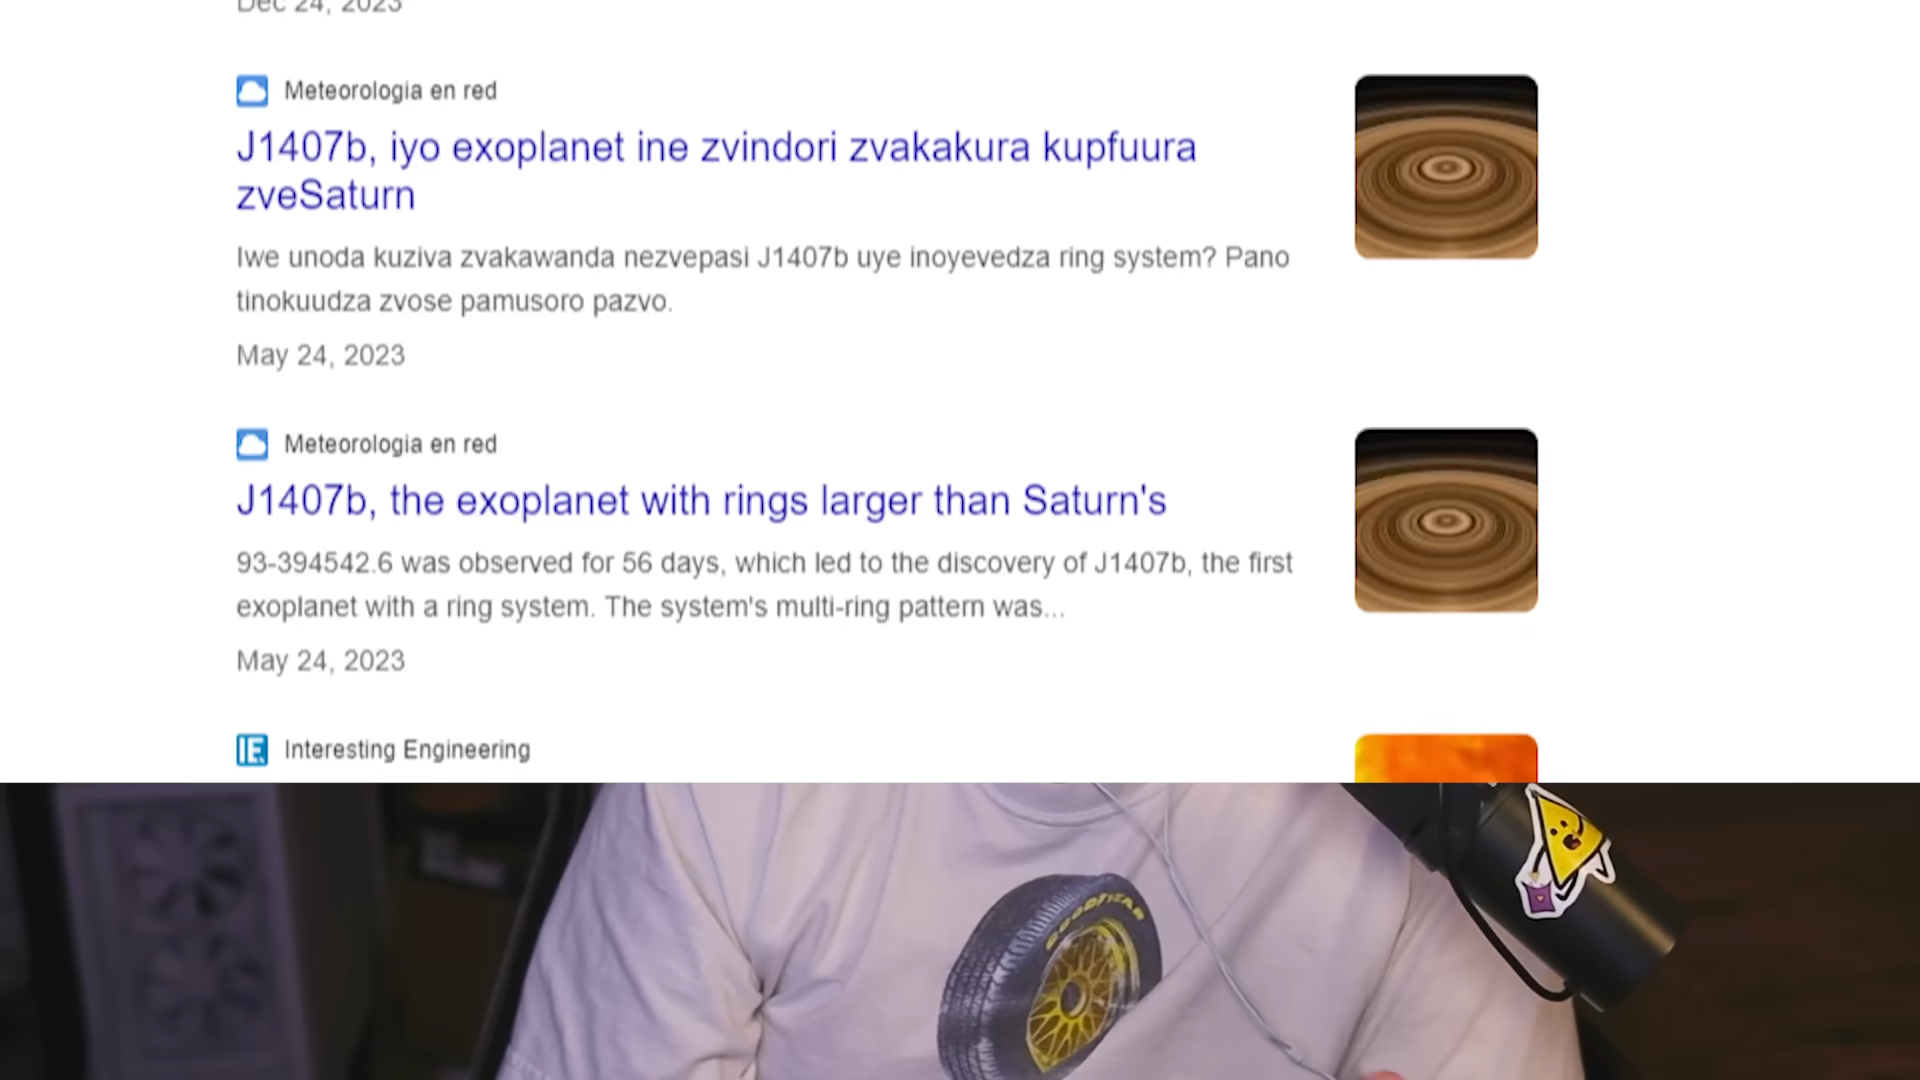 Dec 24, 2023
Meteorologia en red
J1407b, iyo exoplanet ine zvindori zvakakura kupfuura
zveSaturn
Iwe unoda kuziva zvakawanda nezvepasi J1407b uye inoyevedza ring system? Pano
tinokuudza zvose pamusoro pazvo.
May 24, 2023
Meteorologia en red
J1407b, the exoplanet with rings larger than Saturn's
93-394542.6 was observed for 56 days, which led to the discovery of J1407b, the first
exoplanet with a ring system. The system's multi-ring pattern was...
May 24, 2023
IE
Interesting Engineering
GOODYEAR